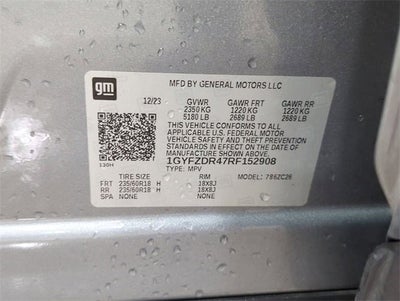 gm
MFD BY GENERAL MOTORS LLC
12/23 GVWR GAWR FRT GAWR RR
2350 KG 1220 KG 1220 KG
5180 LB 2689 LB 2689 LB
THIS VEHICLE CONFORMS TO ALL
APPLICABLE U.S. FEDERAL MOTOR
VEHICLE SAFETY AND THEFT PREVENTION
STANDARDS IN EFFECT ON THE DATE OF
MANUFACTURE SHOWN ABOVE.
1GYFZDR47RF152908
130H TYPE: MPV
TIRE SIZE RIM MODEL: 786ZC26
FRT 235/60R18 H 18X8J
RR 235/60R18 H 18X8J
SPA NONE NONE